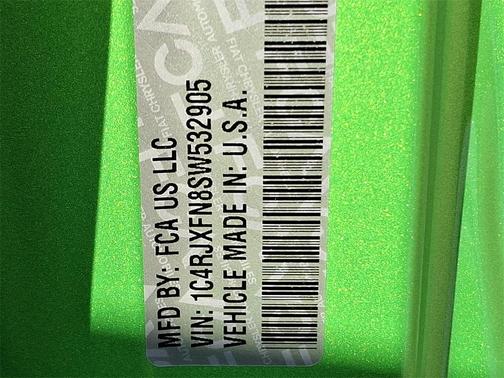 MFD BY: FCA US LLC
VIN: 1C4RJXFN8SW532905
VEHICLE MADE IN: U.S.A.